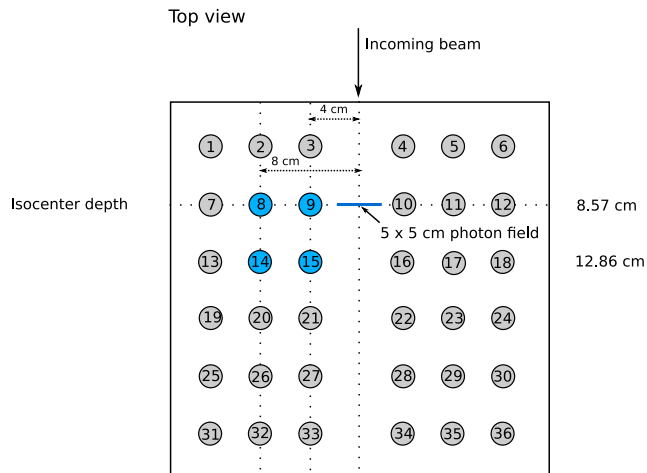 Top view
Incoming beam
4 cm
1 2 3 4 5 6
8 cm
Isocenter depth 7 8 9 10 11 12 8.57 cm
5 x 5 cm photon field
13 14 15 16 17 18 12.86 cm
19 20 21 22 23 24
25 26 27 28 29 30
31 32 33 34 35 36